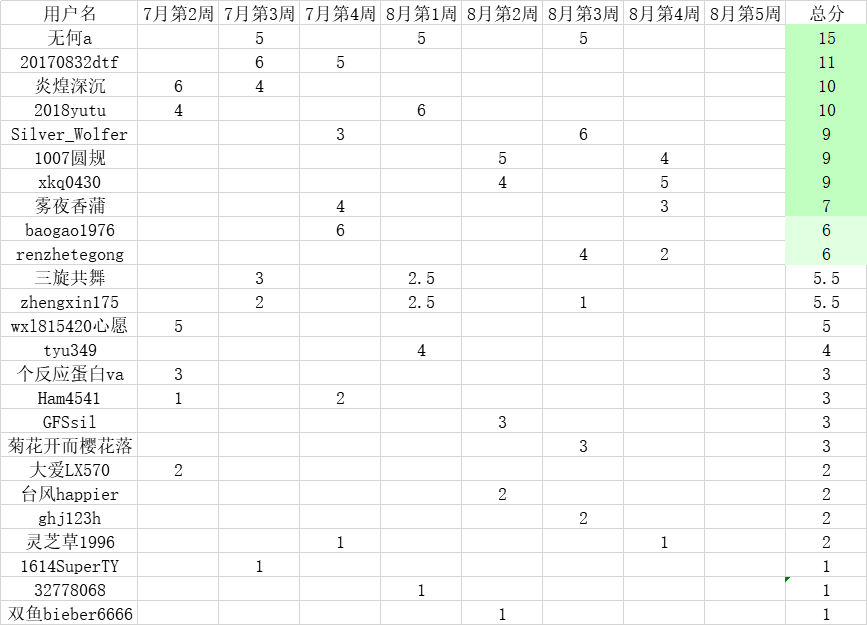 用户名 7月第2周 7月第3周 7月第4周 8月第1周 8月第2周 8月第3周 8月第4周 8月第5周 总分
无何a 5 5 5 15
20170832dtf 6 5 11
炎煌深沉 6 4 10
2018yutu 4 6 10
Silver_Wolfer 3 6 9
1007圆规 5 4 9
xkq0430 4 5 9
雾夜香蒲 4 3 7
baogao1976 6 6
renzhetegong 4 2 6
三旋共舞 3 2.5 5.5
zhengxin175 2 2.5 1 5.5
wxl815420心愿 5 5
tyu349 4 4
个反应蛋白va 3 3
Ham4541 1 2 3
GFSsil 3 3
菊花开而樱花落 3 3
大爱LX570 2 2
台风happier 2 2
ghj123h 2 2
灵芝草1996 1 1 2
1614SuperTY 1 1
32778068 1 1
双鱼bieber6666 1 1